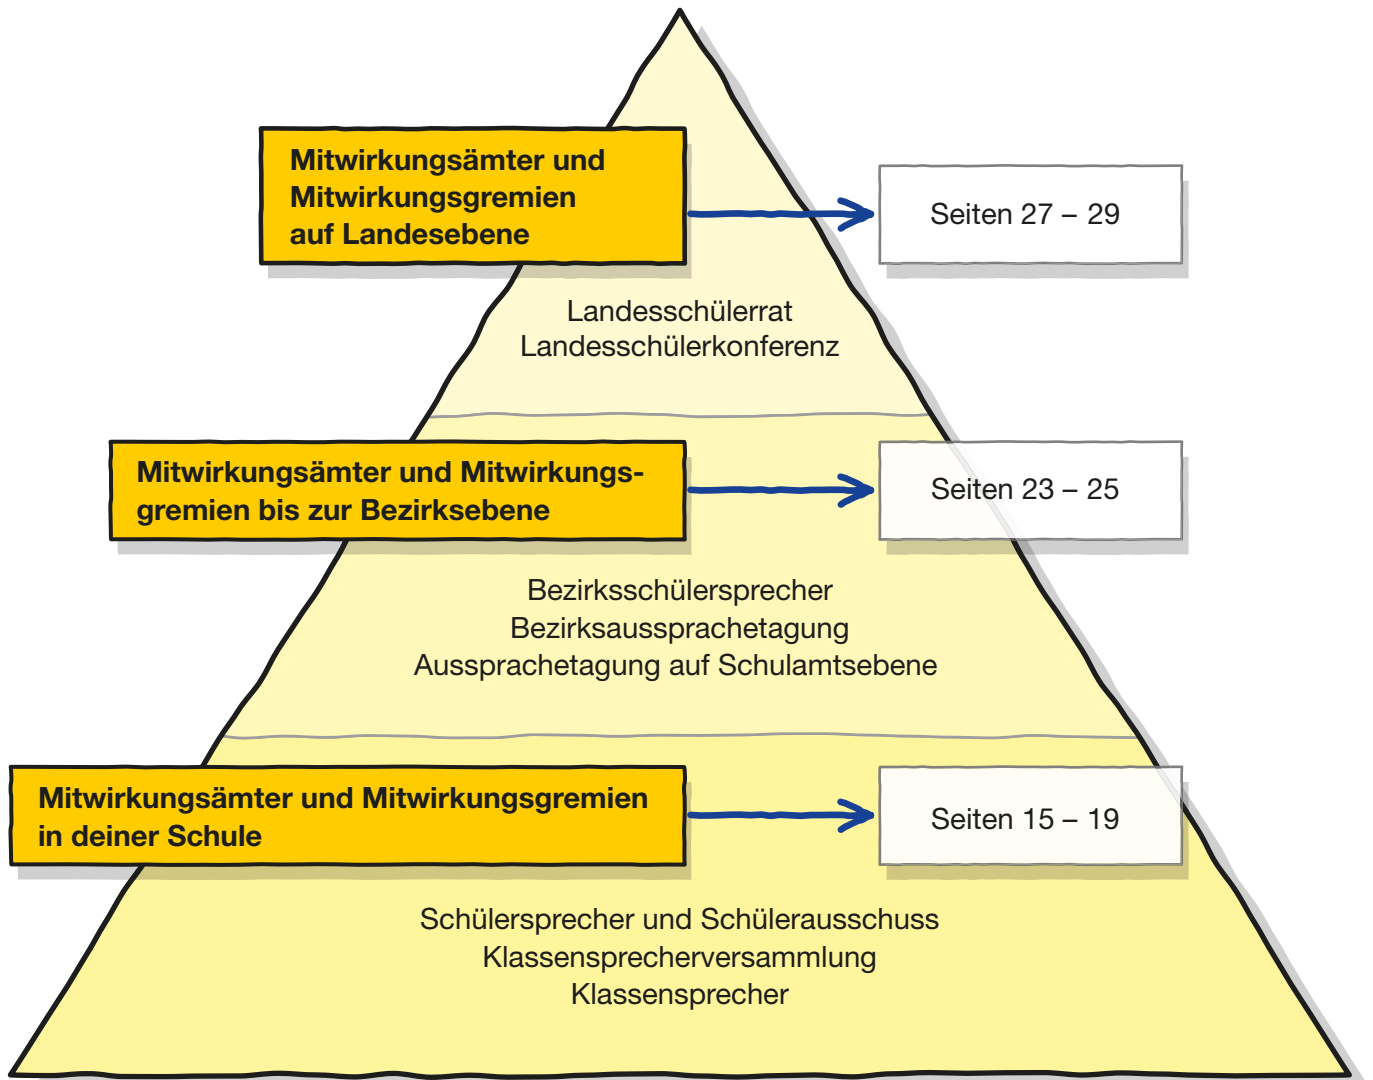 Mitwirkungsämter und
Mitwirkungsgremien
auf Landesebene
Seiten 27 – 29
Landesschülerrat
Landesschülerkonferenz
Mitwirkungsämter und Mitwirkungs-
gremien bis zur Bezirksebene
Seiten 23 – 25
Bezirksschülersprecher
Bezirksaussprachetagung
Aussprachetagung auf Schulamtsebene
Mitwirkungsämter und Mitwirkungsgremien
in deiner Schule
Seiten 15 – 19
Schülersprecher und Schülerausschuss
Klassensprecherversammlung
Klassensprecher